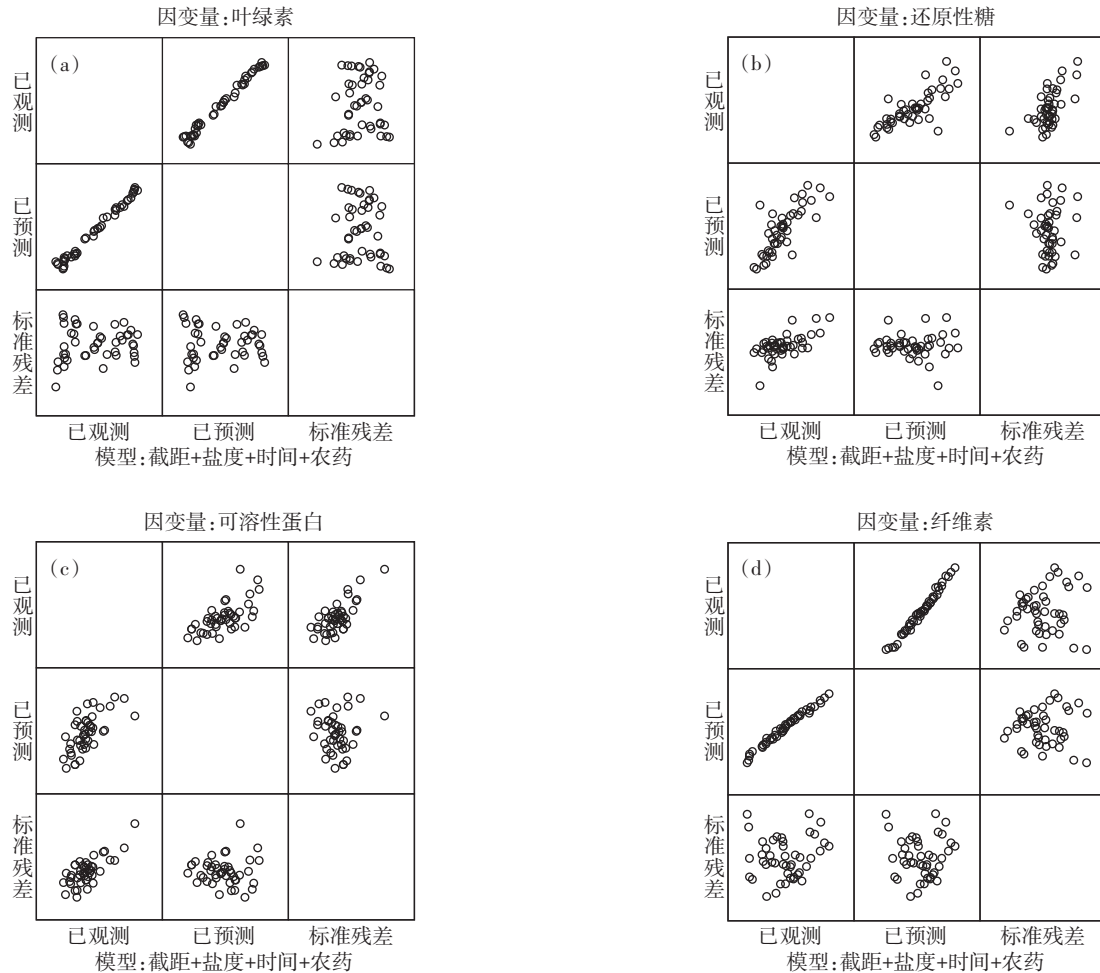 因变量:叶绿素
(a)
已观测
已预测
标准残差
已观测 已预测 标准残差
模型:截距+盐度+时间+农药
因变量:还原性糖
(b)
已观测
已预测
标准残差
已观测 已预测 标准残差
模型:截距+盐度+时间+农药
因变量:可溶性蛋白
(c)
已观测
已预测
标准残差
已观测 已预测 标准残差
模型:截距+盐度+时间+农药
因变量:纤维素
(d)
已观测
已预测
标准残差
已观测 已预测 标准残差
模型:截距+盐度+时间+农药